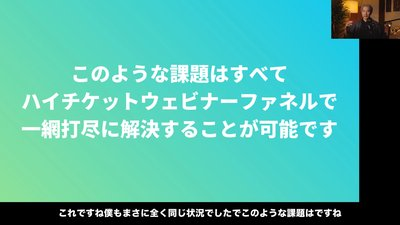 このような課題はすべて
ハイチケットウェビナーファネルで
一網打尽に解決することが可能です
これですね僕もまさに全く同じ状況でしたでこのような課題はですね